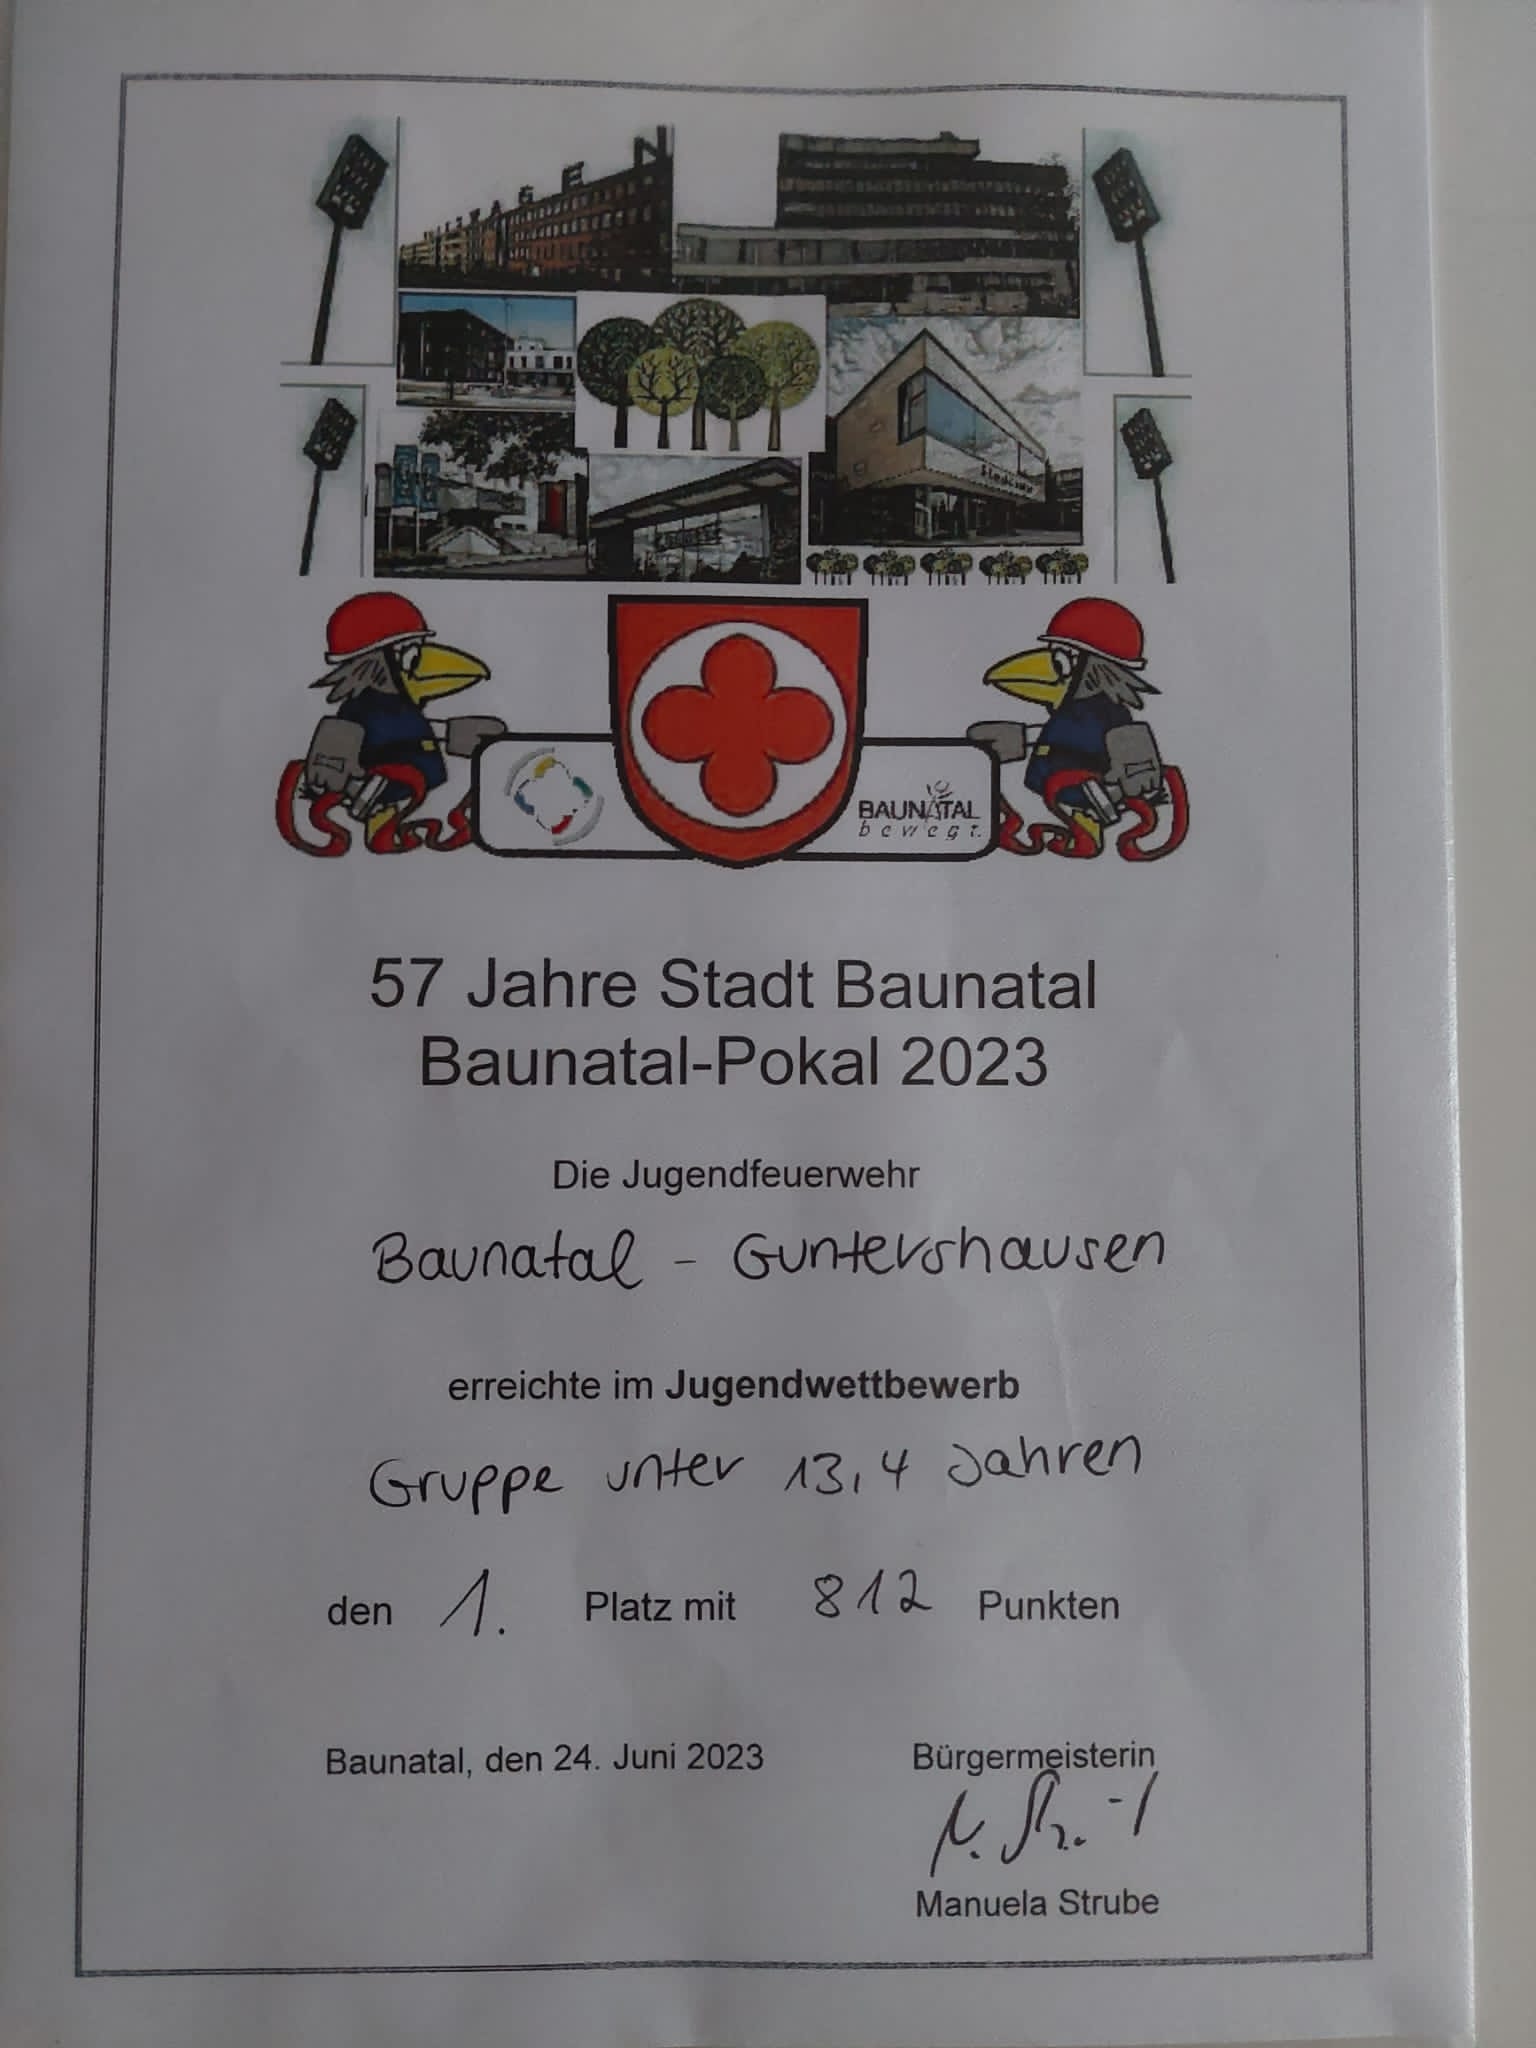 BAUNATAL
bewegt.
57 Jahre Stadt Baunatal
Baunatal-Pokal 2023
Die Jugendfeuerwehr
Baunatal - Guntershausen
erreichte im Jugendwettbewerb
Gruppe unter 13,4 Jahren
den 1. Platz mit 812 Punkten
Baunatal, den 24. Juni 2023 Bürgermeisterin
Manuela Strube